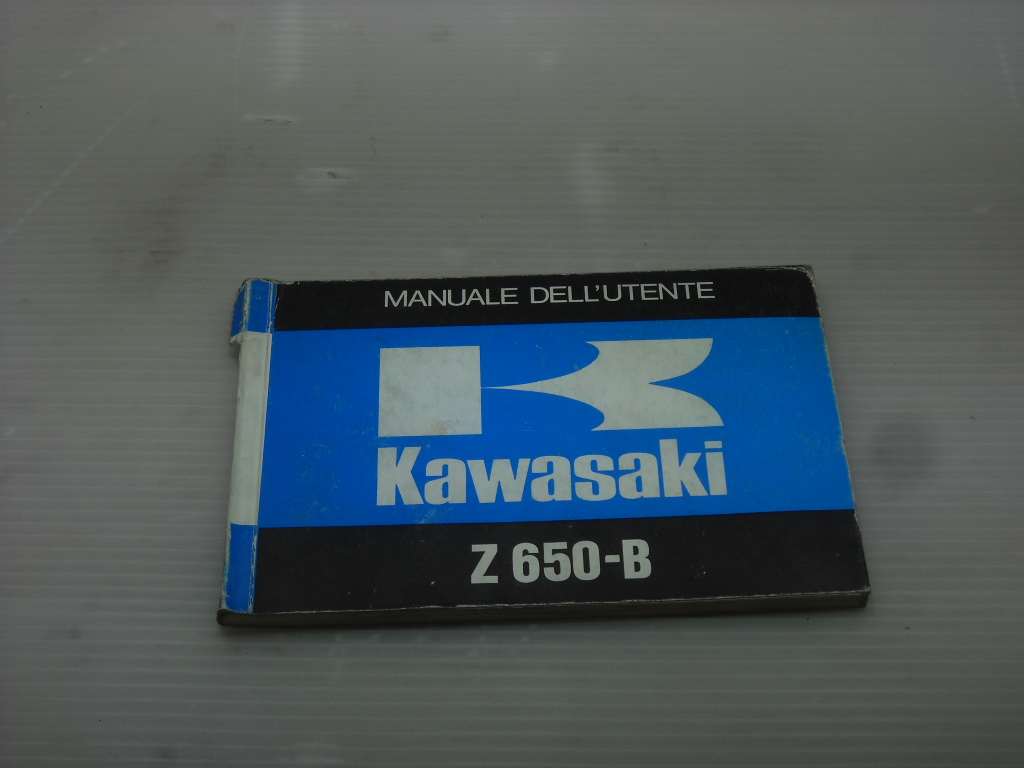 MANUALE DELL'UTENTE
Kawasaki
Z 650-B